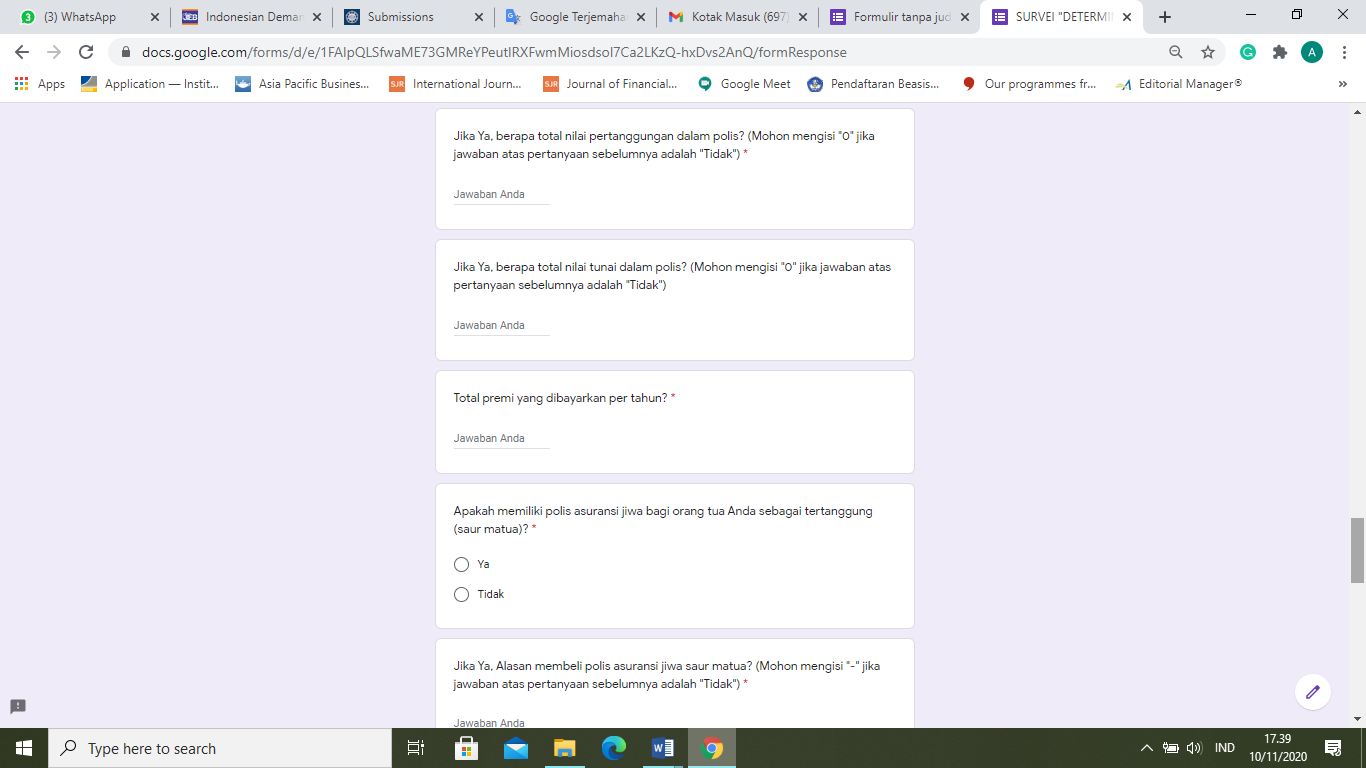 3 (3) WhatsApp
JIEB Indonesian Deman
Submissions
Google Terjemaha
Kotak Masuk (697)
Formulir tanpa jud
SURVEI "DETERMI
docs.google.com/forms/d/e/1FAIpQLSfwaME73GMReYPeutIRXFwmMiosdsoI7Ca2LKzQ-hxDvs2AnQ/formResponse
A
Apps
Application — Instit...
Asia Pacific Busines...
SJR International Journ...
SJR Journal of Financial...
Google Meet
Pendaftaran Beasis...
Our programmes fr...
Editorial Manager®
»
Jika Ya, berapa total nilai pertanggungan dalam polis? (Mohon mengisi "0" jika
jawaban atas pertanyaan sebelumnya adalah "Tidak") *
Jawaban Anda
Jika Ya, berapa total nilai tunai dalam polis? (Mohon mengisi "0" jika jawaban atas
pertanyaan sebelumnya adalah "Tidak")
Jawaban Anda
Total premi yang dibayarkan per tahun? *
Jawaban Anda
Apakah memiliki polis asuransi jiwa bagi orang tua Anda sebagai tertanggung
(saur matua)? *
Ya
Tidak
Jika Ya, Alasan membeli polis asuransi jiwa saur matua? (Mohon mengisi "-" jika
jawaban atas pertanyaan sebelumnya adalah "Tidak") *
Jawaban Anda
Type here to search
IND
17.39
10/11/2020